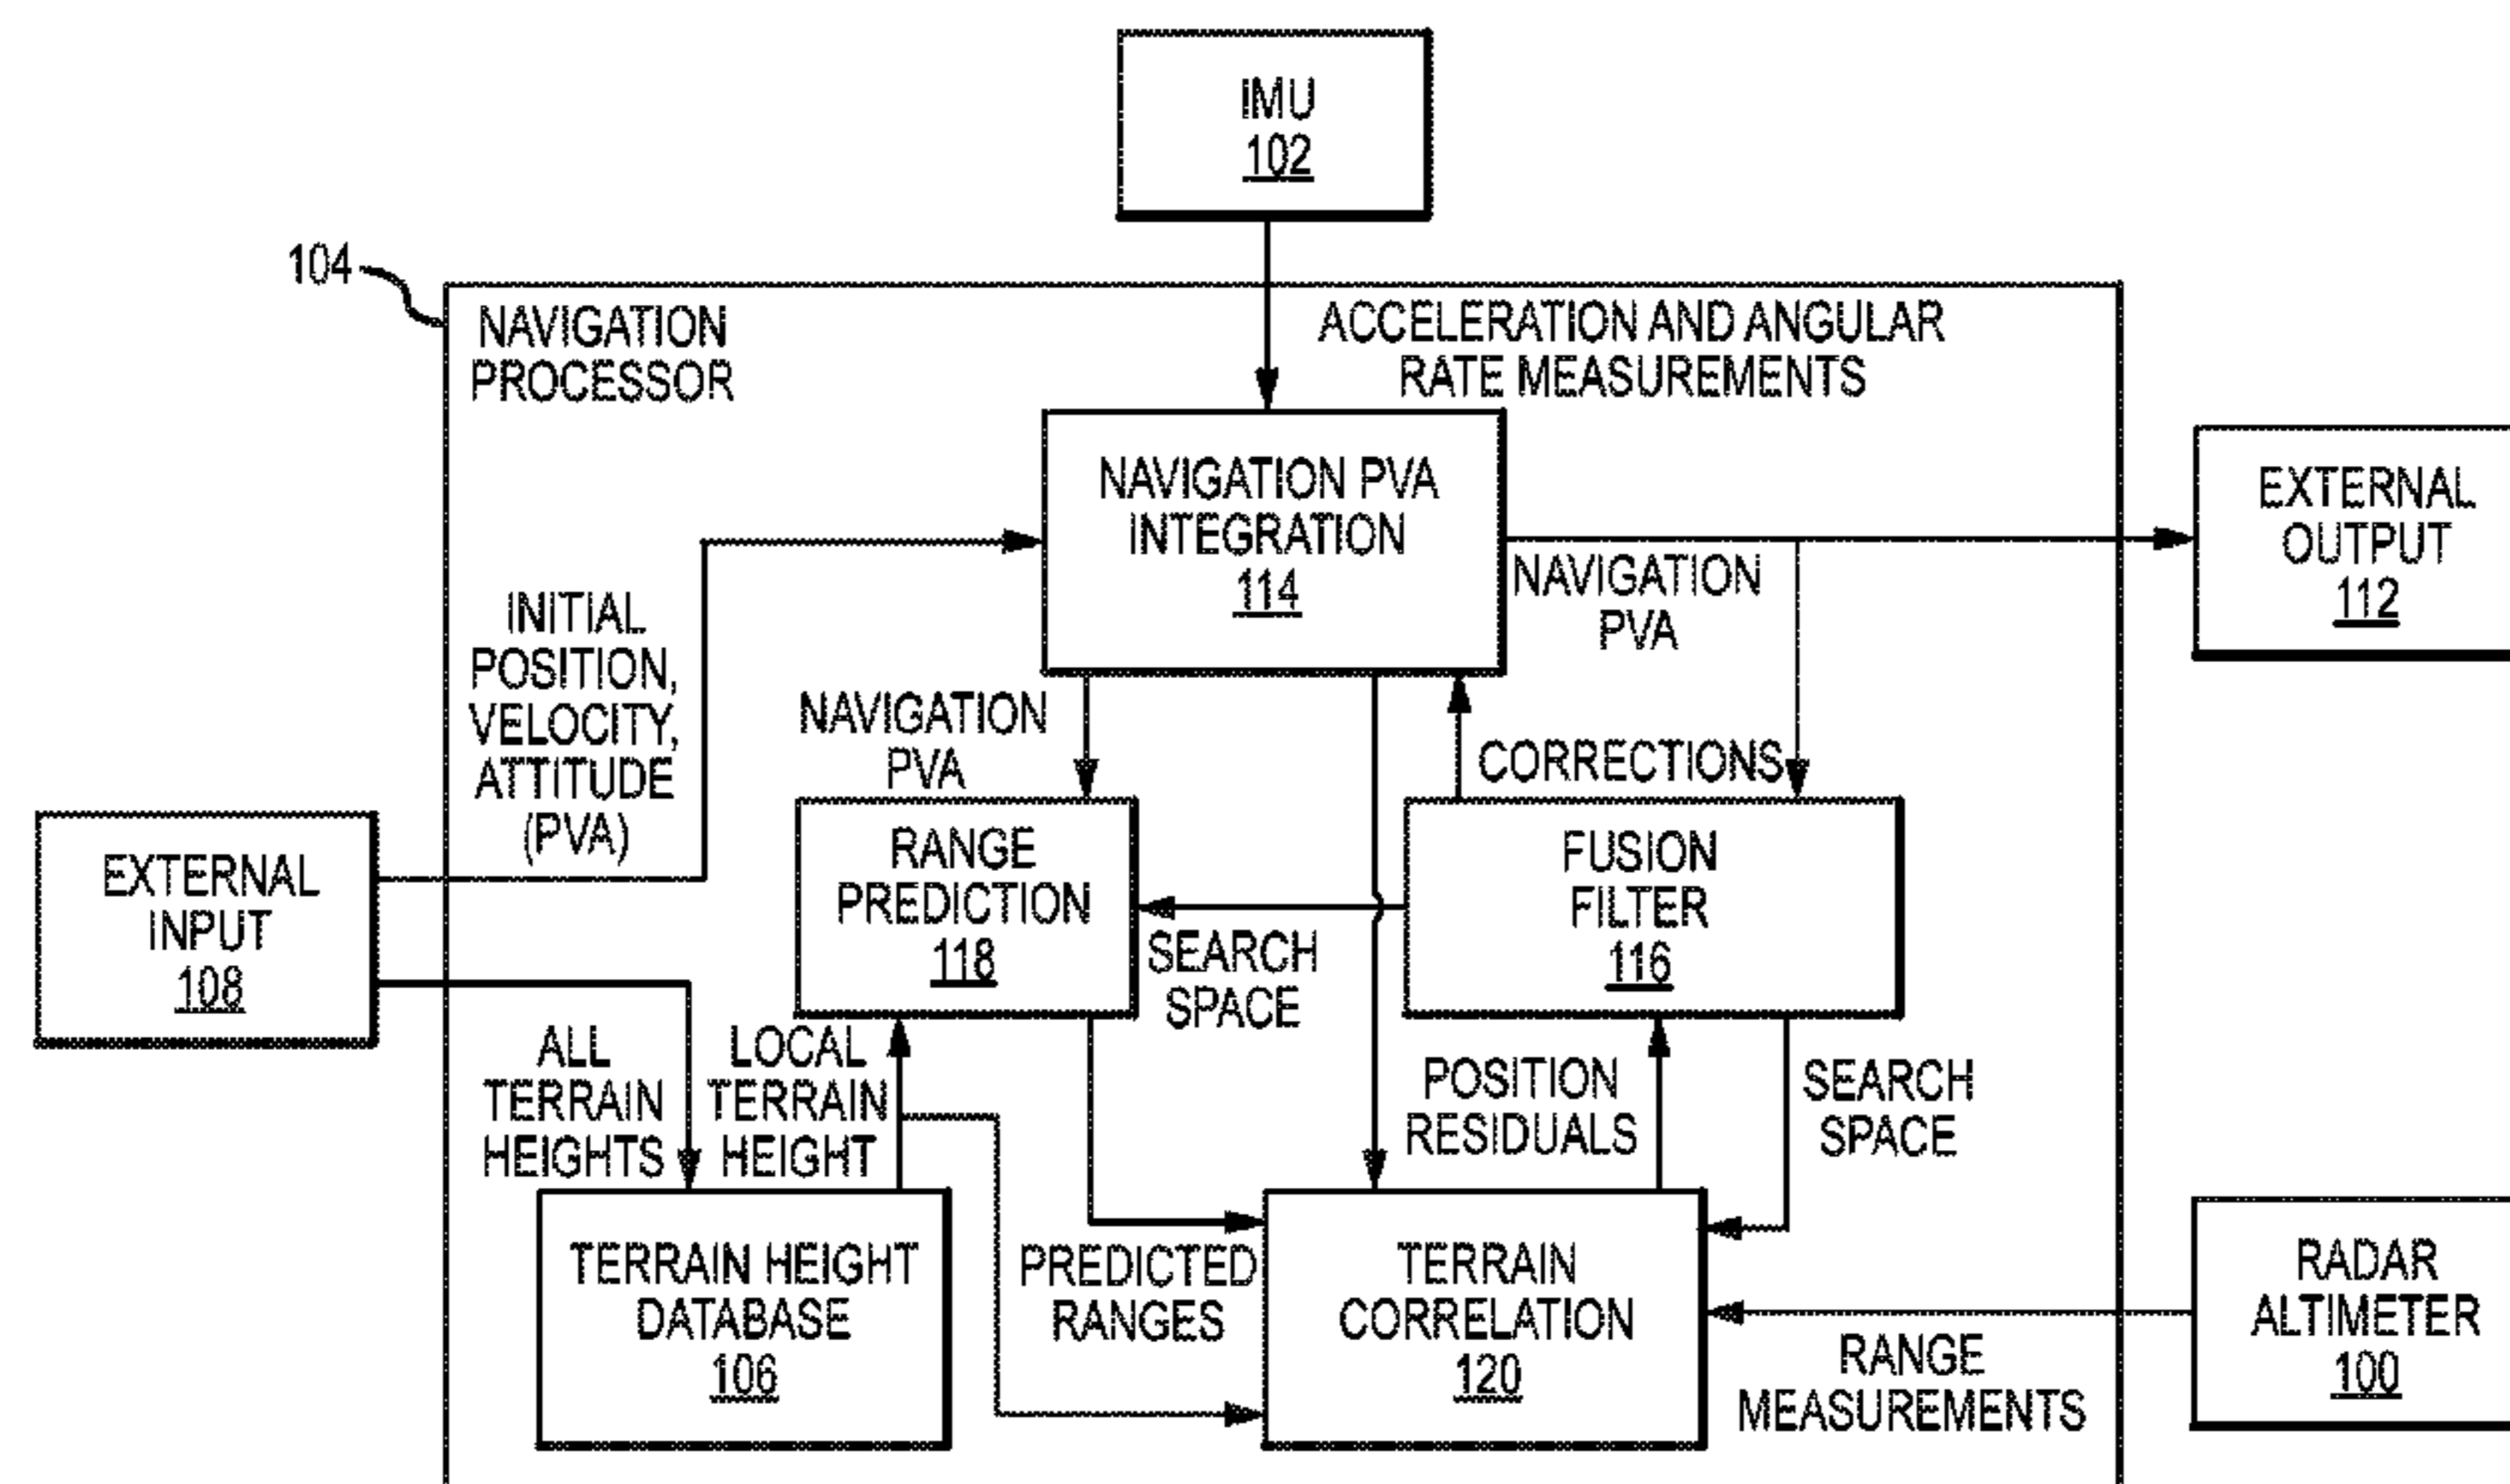 IMU
102
104
NAVIGATION
PROCESSOR
ACCELERATION AND ANGULAR
RATE MEASUREMENTS
NAVIGATION PVA
INTEGRATION
114
EXTERNAL
OUTPUT
112
NAVIGATION
PVA
INITIAL
POSITION,
VELOCITY,
ATTITUDE
(PVA)
NAVIGATION
PVA
CORRECTIONS
EXTERNAL
INPUT
108
RANGE
PREDICTION
118
SEARCH
SPACE
FUSION
FILTER
116
ALL
TERRAIN
HEIGHTS
LOCAL
TERRAIN
HEIGHT
POSITION
RESIDUALS
SEARCH
SPACE
TERRAIN HEIGHT
DATABASE
106
PREDICTED
RANGES
TERRAIN
CORRELATION
120
RANGE
MEASUREMENTS
RADAR
ALTIMETER
100